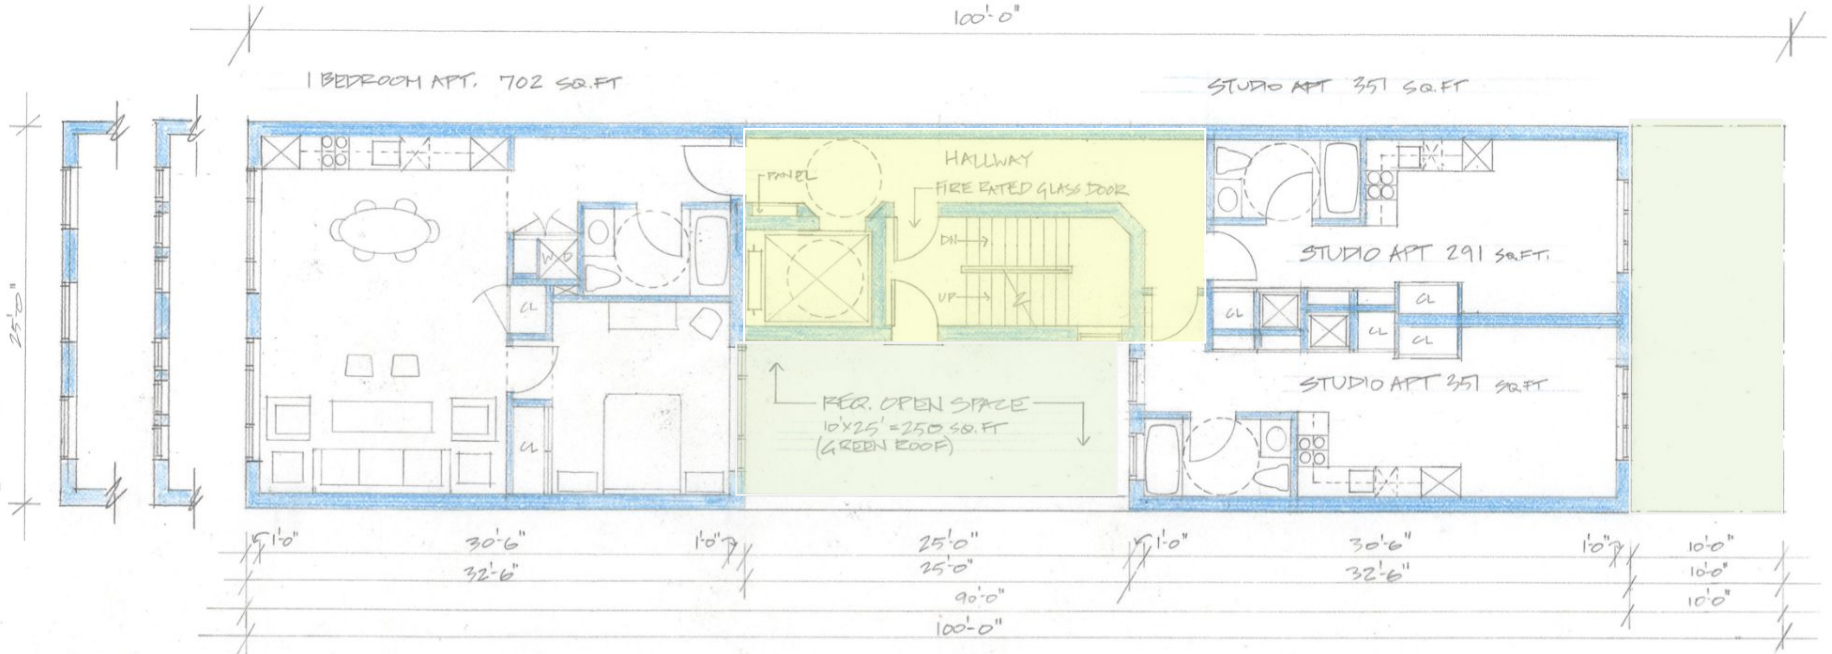 100'-0"
1 BEDROOM APT. 702 SQ.FT
STUDIO APT 351 SQ.FT
HALLWAY
PANEL
FIRE RATED GLASS DOOR
DN
STUDIO APT 291 SQ.FT.
W D
UP
CL
CL
CL
CL
CL
25'-0"
STUDIO APT 351 SQ.FT
REQ. OPEN SPACE
10'X25'=250 SQ.FT
(GREEN ROOF)
CL
1'-0" 30'-6" 1'-0" 25'-0" 1'-0" 30'-6" 1'-0" 10'-0"
32'-6" 25'-0" 32'-6" 10'-0"
90'-0" 10'-0"
100'-0"